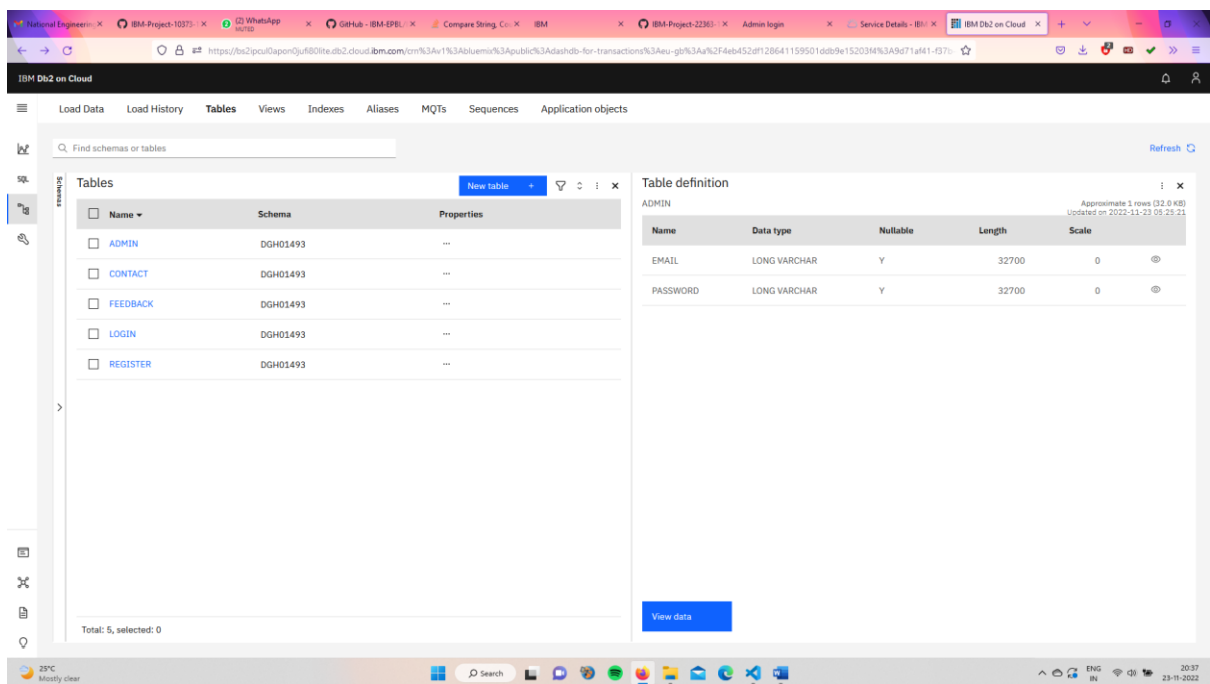 National Engineering
IBM-Project-10375-1
(2) WhatsApp
MUTED
GitHub - IBM-EPBL/
Compare String, Co
IBM
IBM-Project-22363-1
Admin login
Service Details - IBM
IBM Db2 on Cloud
IBM Db2 on Cloud
Load Data Load History Tables Views Indexes Aliases MQTs Sequences Application objects
Find schemas or tables
Refresh
SQL
Schemas
Tables
New table +
Name Schema Properties
ADMIN DGH01493 ...
CONTACT DGH01493 ...
FEEDBACK DGH01493 ...
LOGIN DGH01493 ...
REGISTER DGH01493 ...
Total: 5, selected: 0
Table definition
ADMIN
Approximate 1 rows (32.0 KB)
Updated on 2022-11-23 05:25:21
Name Data type Nullable Length Scale
EMAIL LONG VARCHAR Y 32700 0
PASSWORD LONG VARCHAR Y 32700 0
View data
25°C
Mostly clear
Search
ENG
IN
20:37
23-11-2022